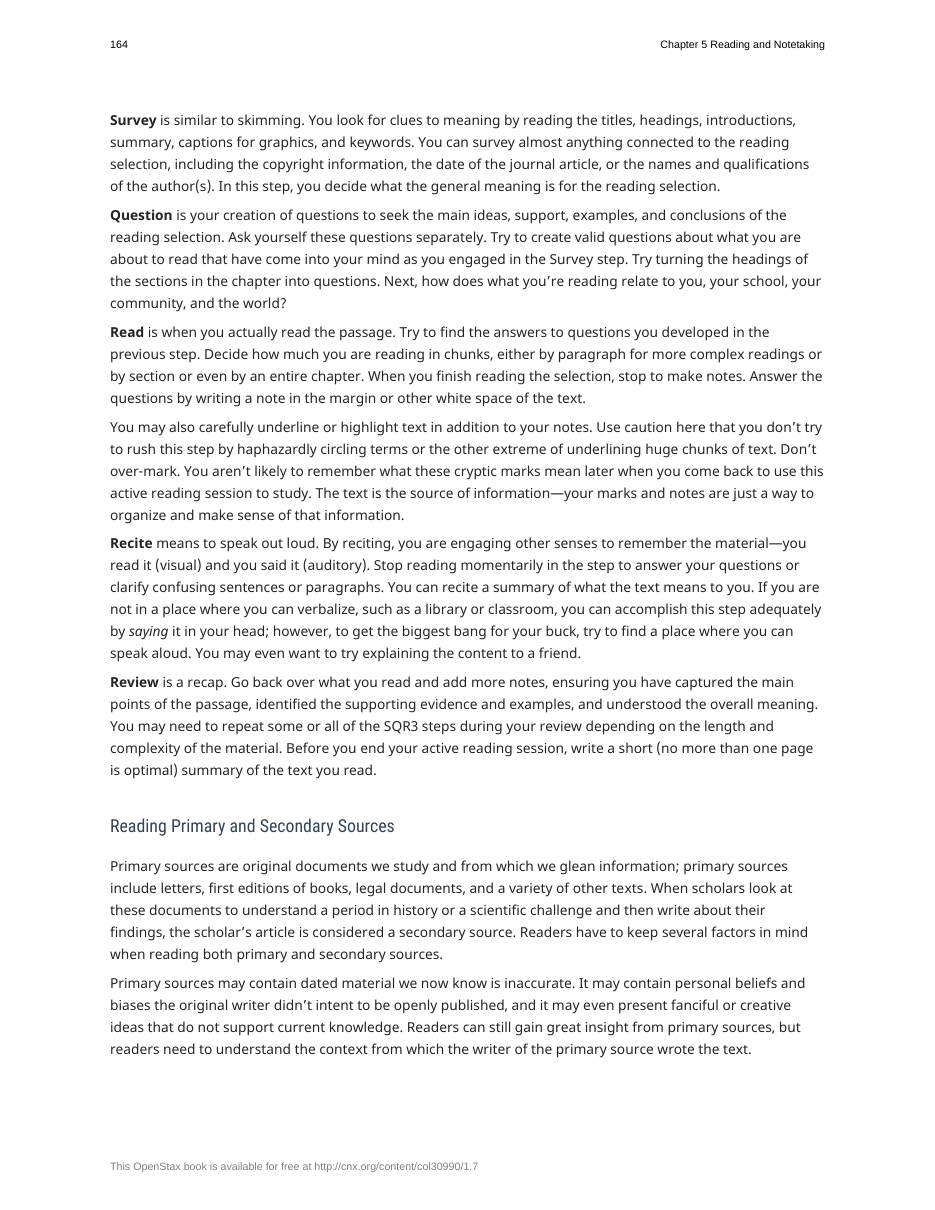 164
Chapter 5 Reading and Notetaking
Survey is similar to skimming. You look for clues to meaning by reading the titles, headings, introductions,
summary, captions for graphics, and keywords. You can survey almost anything connected to the reading
selection, including the copyright information, the date of the journal article, or the names and qualifications
of the author(s). In this step, you decide what the general meaning is for the reading selection.
Question is your creation of questions to seek the main ideas, support, examples, and conclusions of the
reading selection. Ask yourself these questions separately. Try to create valid questions about what you are
about to read that have come into your mind as you engaged in the Survey step. Try turning the headings of
the sections in the chapter into questions. Next, how does what you’re reading relate to you, your school, your
community, and the world?
Read is when you actually read the passage. Try to find the answers to questions you developed in the
previous step. Decide how much you are reading in chunks, either by paragraph for more complex readings or
by section or even by an entire chapter. When you finish reading the selection, stop to make notes. Answer the
questions by writing a note in the margin or other white space of the text.
You may also carefully underline or highlight text in addition to your notes. Use caution here that you don’t try
to rush this step by haphazardly circling terms or the other extreme of underlining huge chunks of text. Don’t
over-mark. You aren’t likely to remember what these cryptic marks mean later when you come back to use this
active reading session to study. The text is the source of information—your marks and notes are just a way to
organize and make sense of that information.
Recite means to speak out loud. By reciting, you are engaging other senses to remember the material—you
read it (visual) and you said it (auditory). Stop reading momentarily in the step to answer your questions or
clarify confusing sentences or paragraphs. You can recite a summary of what the text means to you. If you are
not in a place where you can verbalize, such as a library or classroom, you can accomplish this step adequately
by saying it in your head; however, to get the biggest bang for your buck, try to find a place where you can
speak aloud. You may even want to try explaining the content to a friend.
Review is a recap. Go back over what you read and add more notes, ensuring you have captured the main
points of the passage, identified the supporting evidence and examples, and understood the overall meaning.
You may need to repeat some or all of the SQR3 steps during your review depending on the length and
complexity of the material. Before you end your active reading session, write a short (no more than one page
is optimal) summary of the text you read.
Reading Primary and Secondary Sources
Primary sources are original documents we study and from which we glean information; primary sources
include letters, first editions of books, legal documents, and a variety of other texts. When scholars look at
these documents to understand a period in history or a scientific challenge and then write about their
findings, the scholar’s article is considered a secondary source. Readers have to keep several factors in mind
when reading both primary and secondary sources.
Primary sources may contain dated material we now know is inaccurate. It may contain personal beliefs and
biases the original writer didn’t intent to be openly published, and it may even present fanciful or creative
ideas that do not support current knowledge. Readers can still gain great insight from primary sources, but
readers need to understand the context from which the writer of the primary source wrote the text.
This OpenStax book is available for free at http://cnx.org/content/col30990/1.7